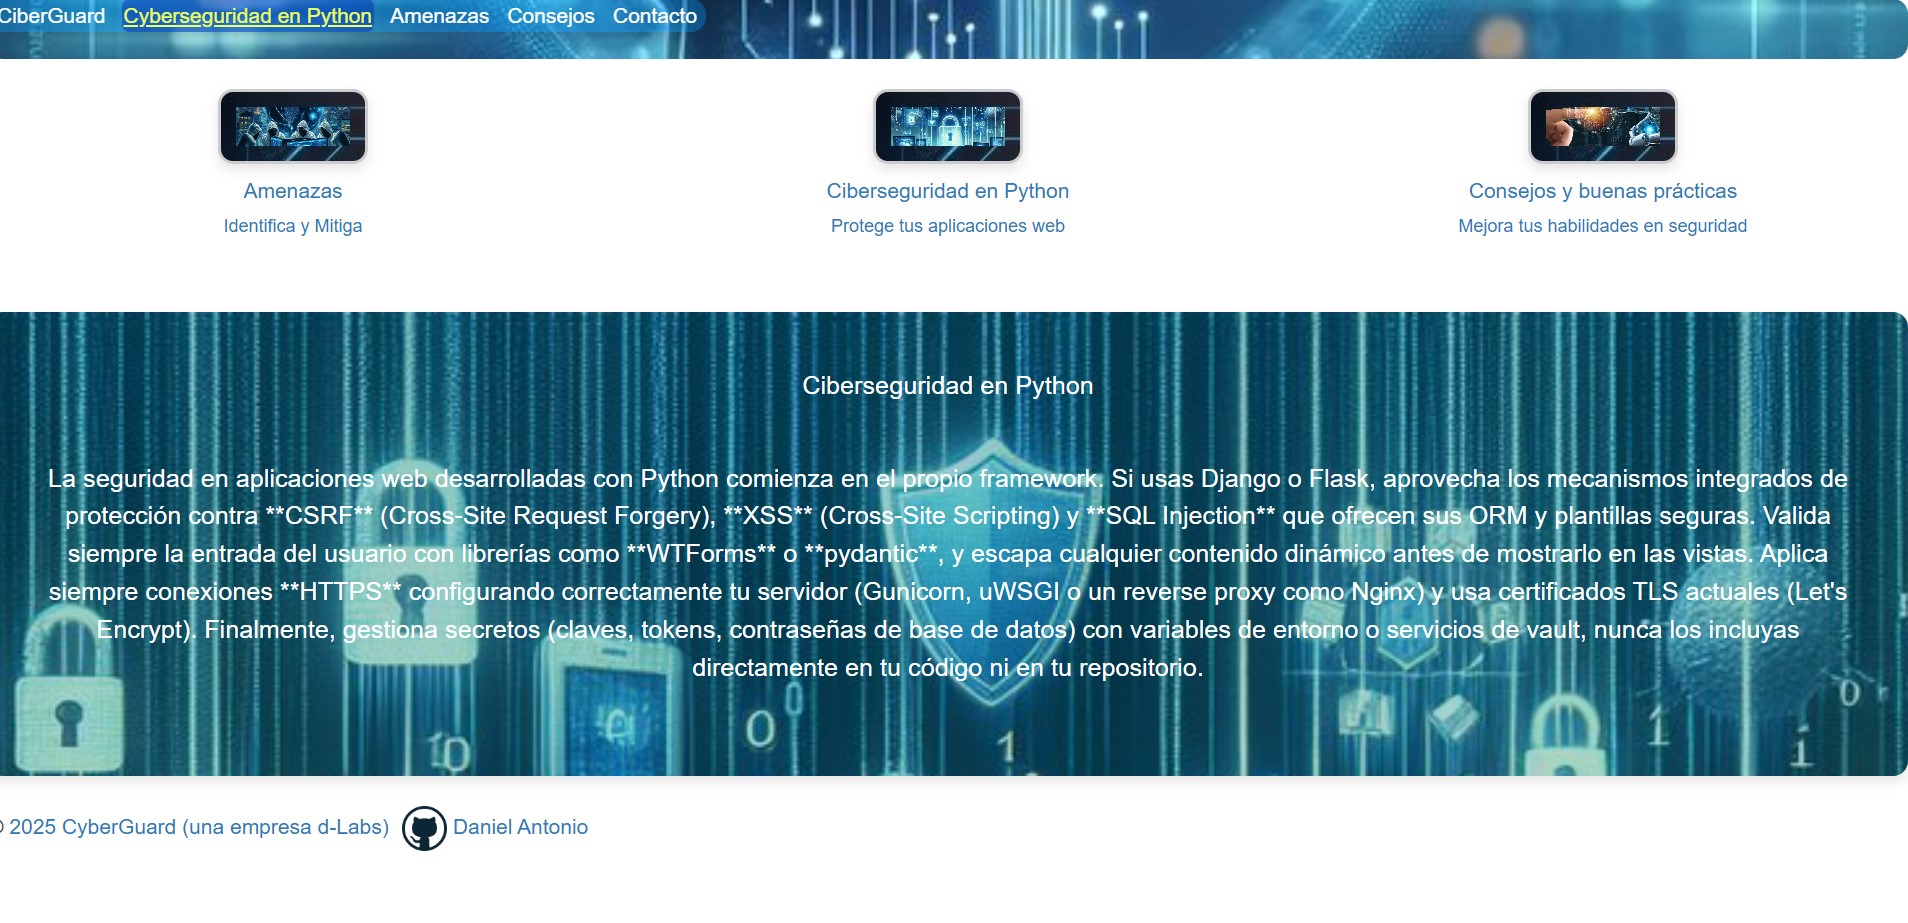 CiberGuard Cyberseguridad en Python Amenazas Consejos Contacto
Amenazas
Identifica y Mitiga
Ciberseguridad en Python
Protege tus aplicaciones web
Consejos y buenas prácticas
Mejora tus habilidades en seguridad
Ciberseguridad en Python
La seguridad en aplicaciones web desarrolladas con Python comienza en el propio framework. Si usas Django o Flask, aprovecha los mecanismos integrados de
protección contra **CSRF** (Cross-Site Request Forgery), **XSS** (Cross-Site Scripting) y **SQL Injection** que ofrecen sus ORM y plantillas seguras. Valida
siempre la entrada del usuario con librerías como **WTForms** o **pydantic**, y escapa cualquier contenido dinámico antes de mostrarlo en las vistas. Aplica
siempre conexiones **HTTPS** configurando correctamente tu servidor (Gunicorn, uWSGI o un reverse proxy como Nginx) y usa certificados TLS actuales (Let's
Encrypt). Finalmente, gestiona secretos (claves, tokens, contraseñas de base de datos) con variables de entorno o servicios de vault, nunca los incluyas
directamente en tu código ni en tu repositorio.
© 2025 CyberGuard (una empresa d-Labs) Daniel Antonio